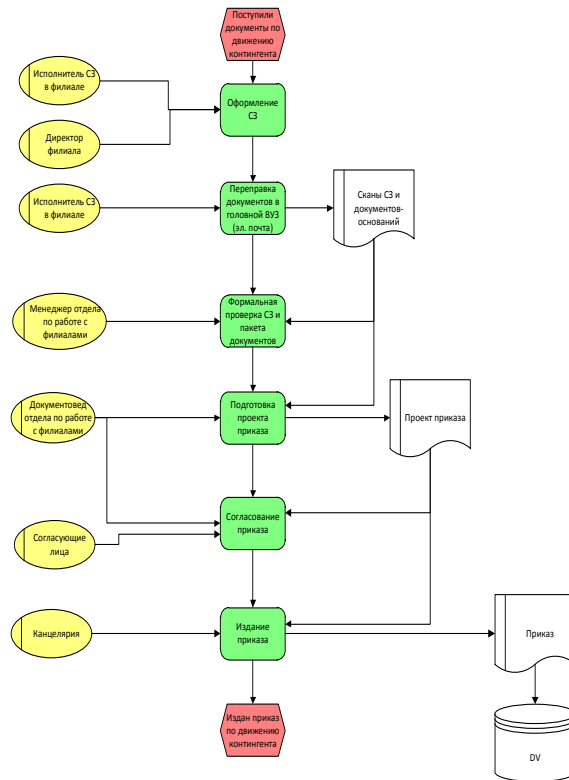 Поступили
документы по
движению
контингента
Исполнитель СЗ
в филиале
Оформление
СЗ
Директор
филиала
Исполнитель СЗ
в филиале
Переправка
документов в
головной ВУЗ
(эл. почта)
Сканы СЗ и
документов-
оснований
Менеджер отдела
по работе с
филиалами
Формальная
проверка СЗ и
пакета
документов
Документовед
отдела по работе
с филиалами
Подготовка
проекта
приказа
Проект приказа
Согласование
приказа
Согласующие
лица
Канцелярия
Издание
приказа
Приказ
Издан приказ
по движению
контингента
DV